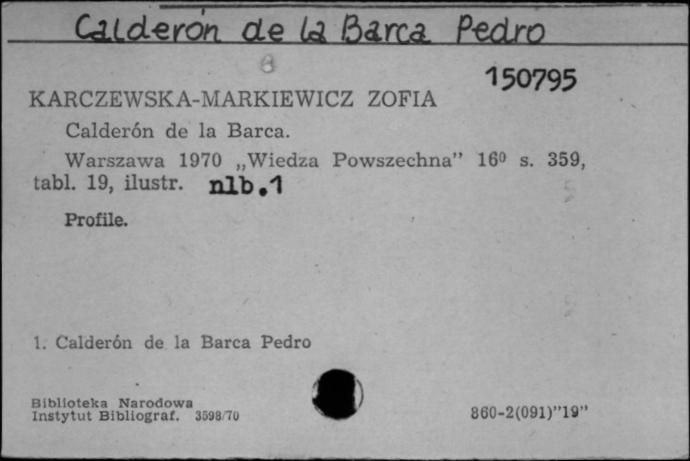 Calderón de la Barca Pedro
150795
KARCZEWSKA-MARKIEWICZ ZOFIA
Calderón de la Barca.
Warszawa 1970 „Wiedza Powszechna” 16⁰ s. 359,
tabl. 19, ilustr. nlb.1
Profile.
1. Calderón de la Barca Pedro
Biblioteka Narodowa
Instytut Bibliograf. 3598/70
860-2(091)"19"